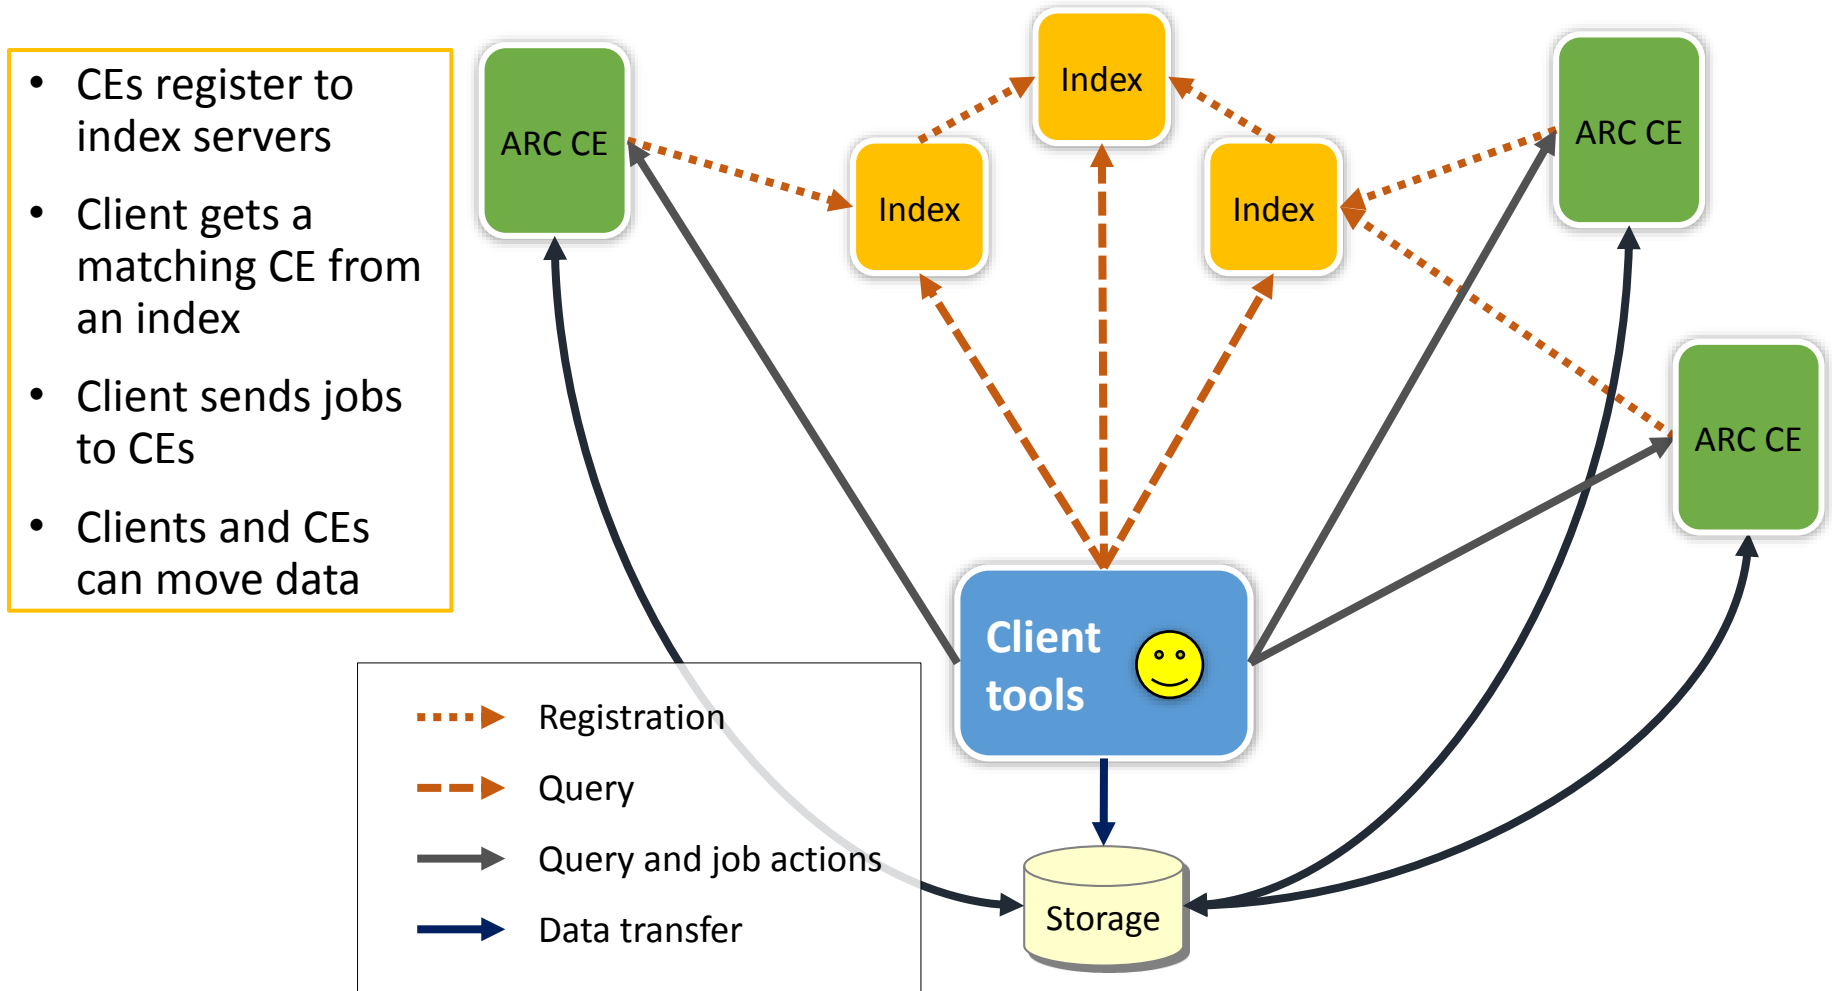 • CEs register to
index servers
• Client gets a
matching CE from
an index
• Client sends jobs
to CEs
• Clients and CEs
can move data
ARC CE
Index
Index
Index
ARC CE
ARC CE
Client
tools
Registration
Query
Query and job actions
Data transfer
Storage